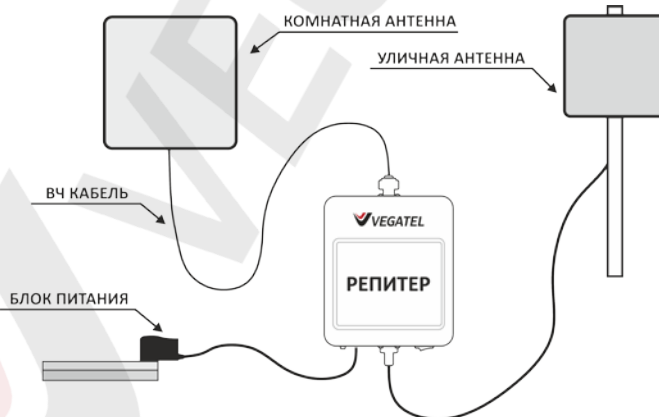 КОМНАТНАЯ АНТЕННА
УЛИЧНАЯ АНТЕННА
ВЧ КАБЕЛЬ
VEGATEL
РЕПИТЕР
БЛОК ПИТАНИЯ